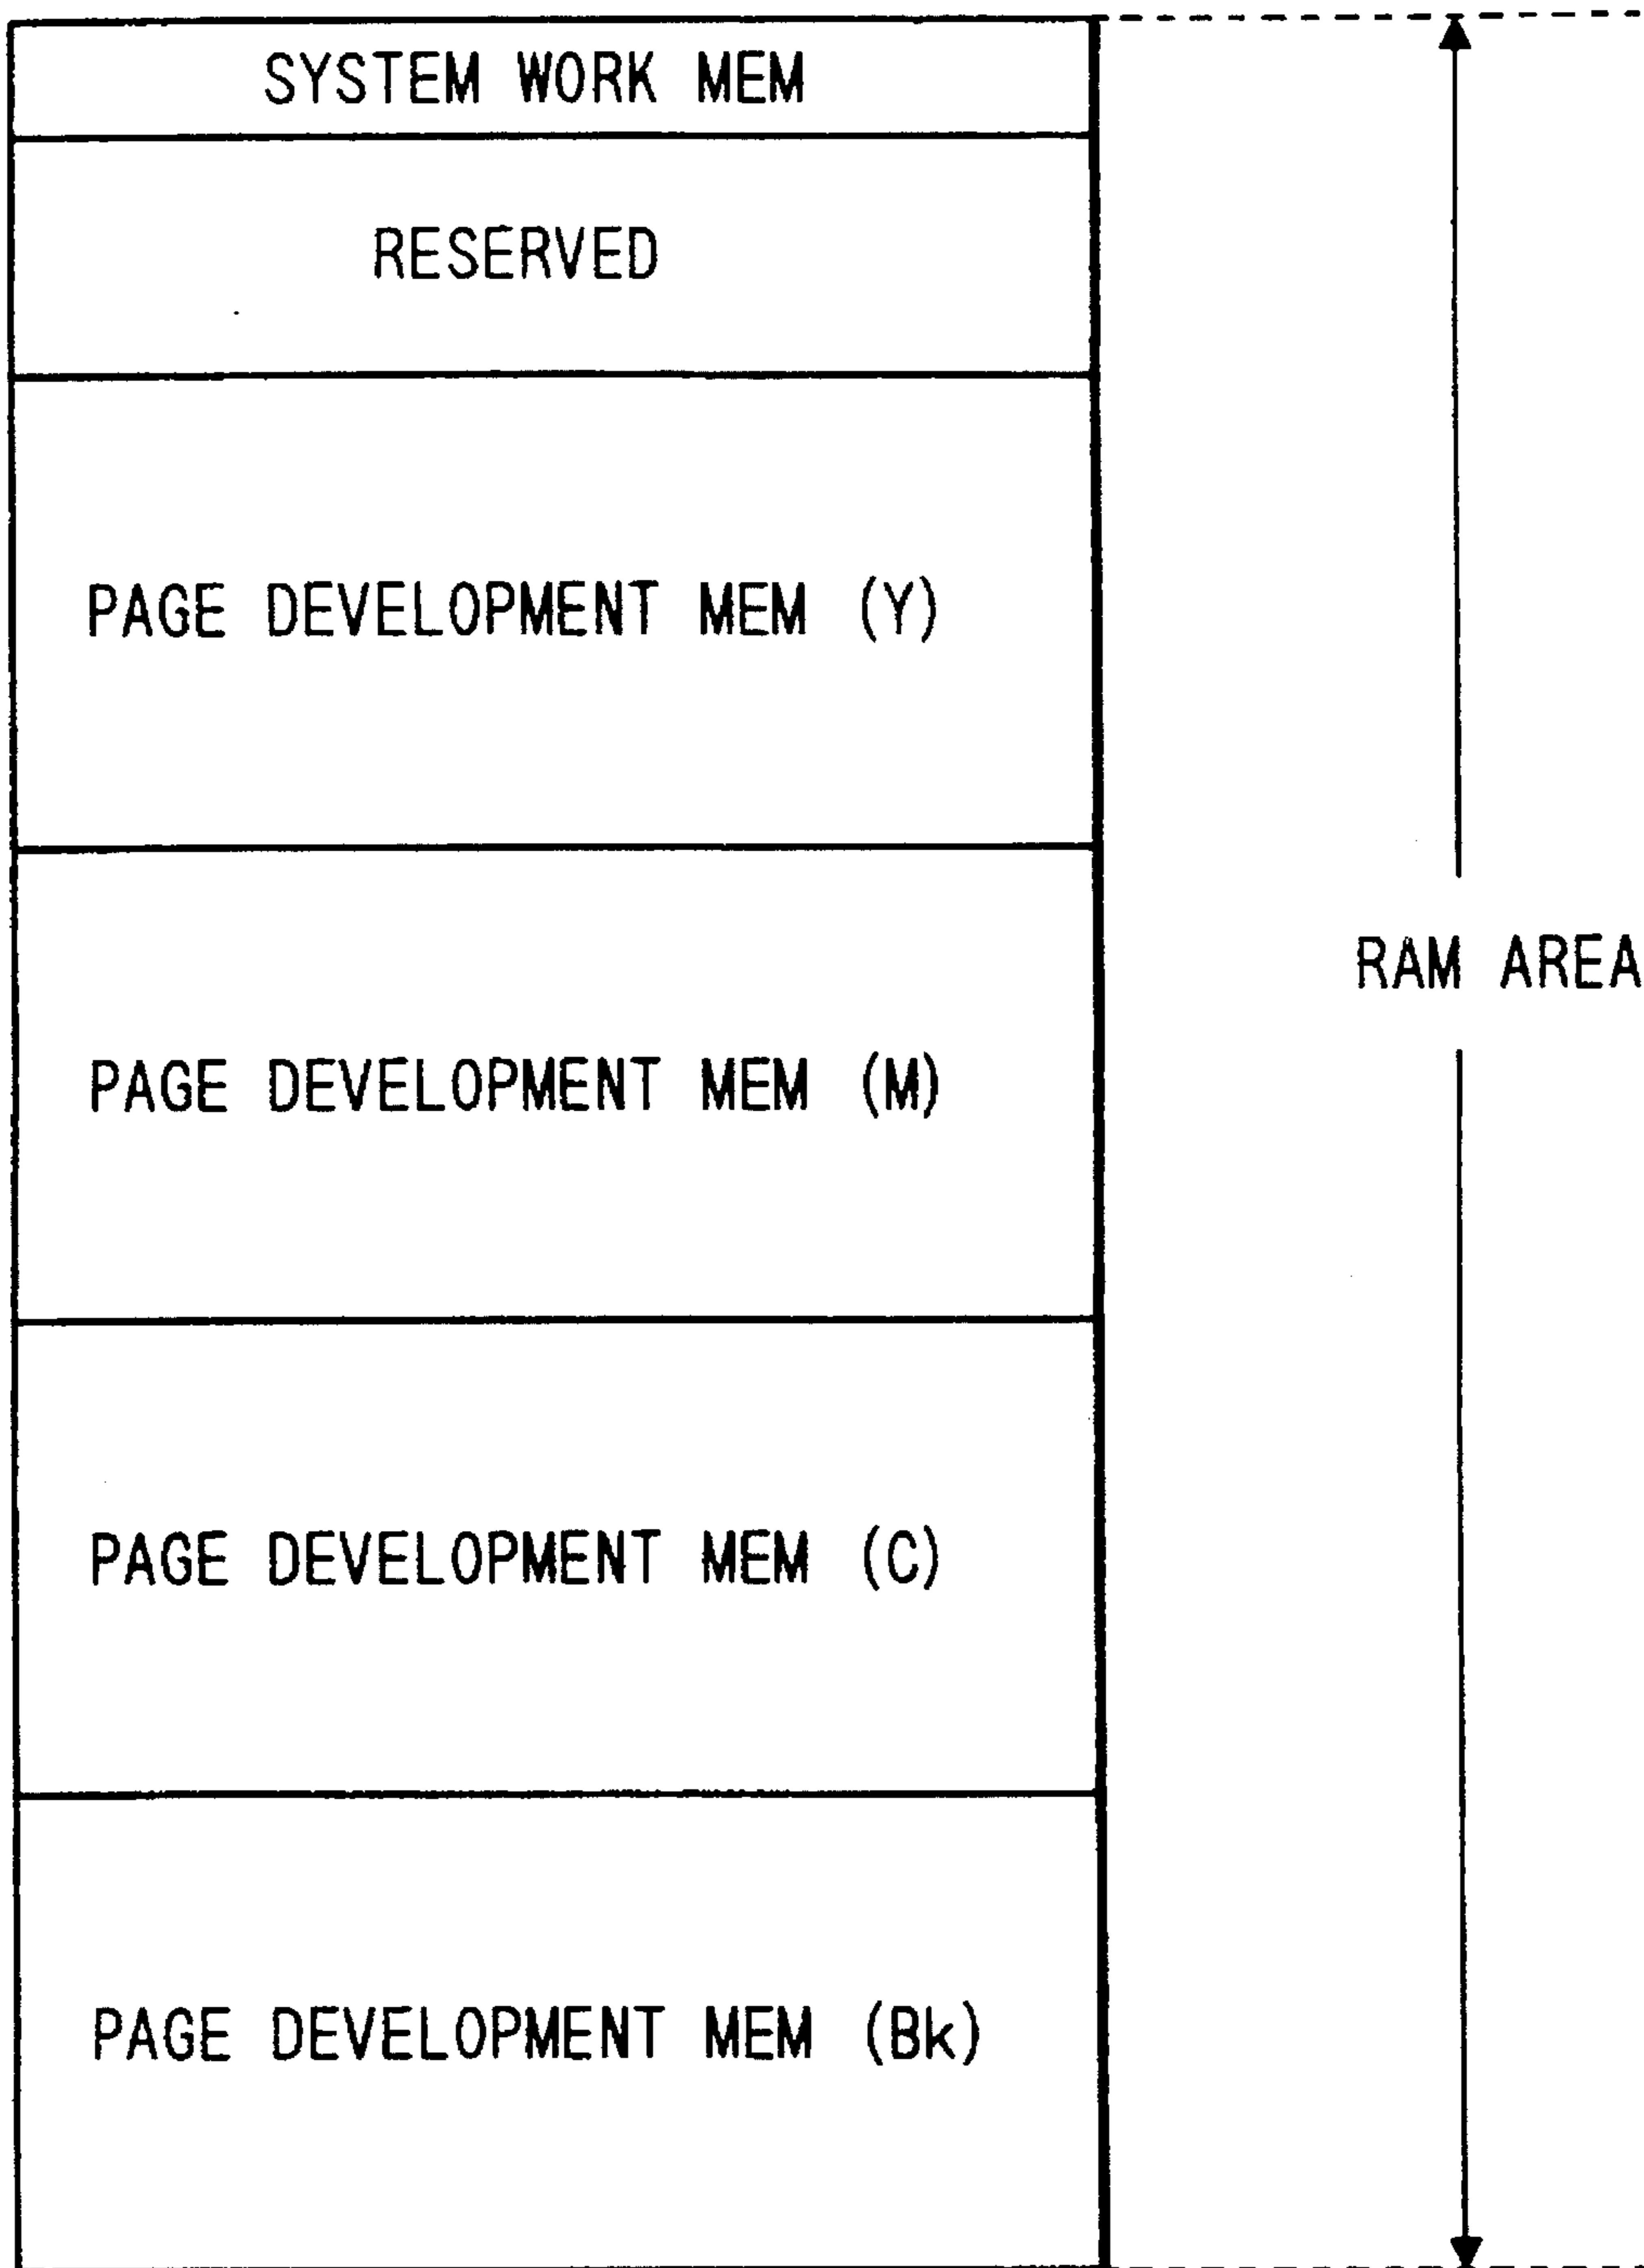 SYSTEM WORK MEM
RESERVED
PAGE DEVELOPMENT MEM (Y)
PAGE DEVELOPMENT MEM (M)
RAM AREA
PAGE DEVELOPMENT MEM (C)
PAGE DEVELOPMENT MEM (Bk)